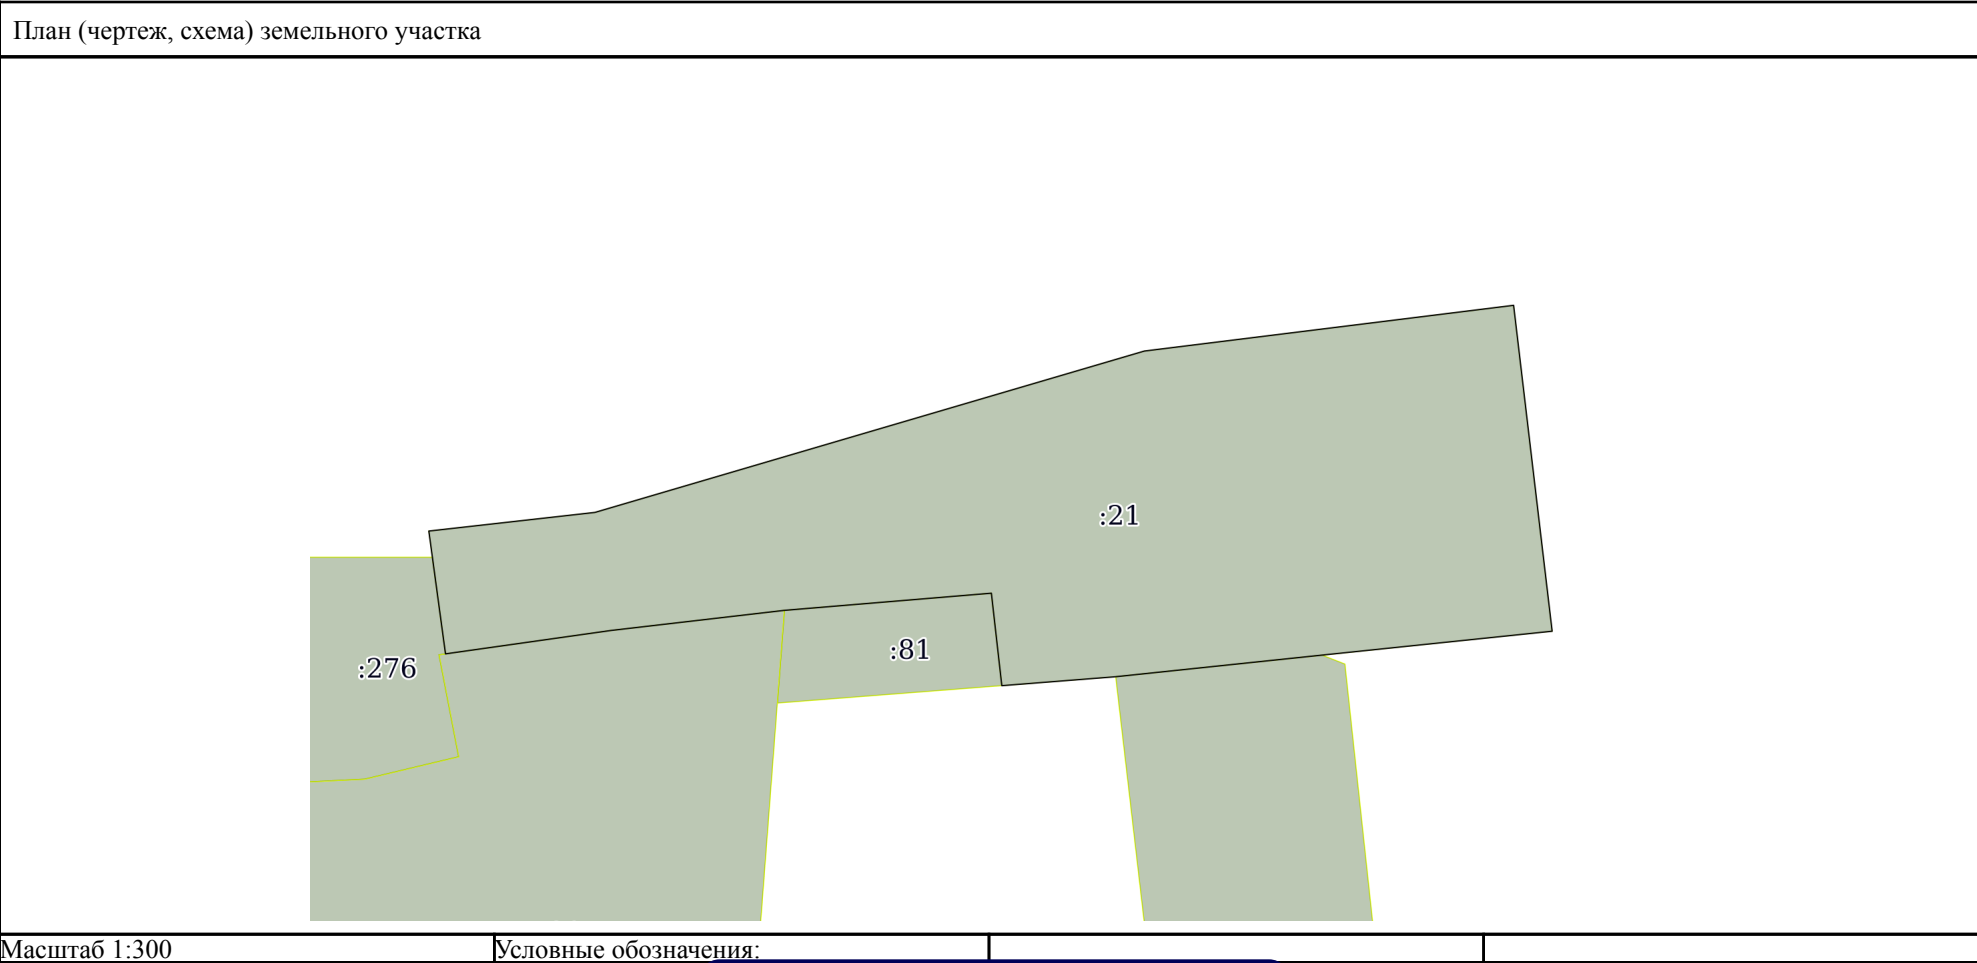 План (чертеж, схема) земельного участка
:21
:81
:276
Масштаб 1:300
Условные обозначения: